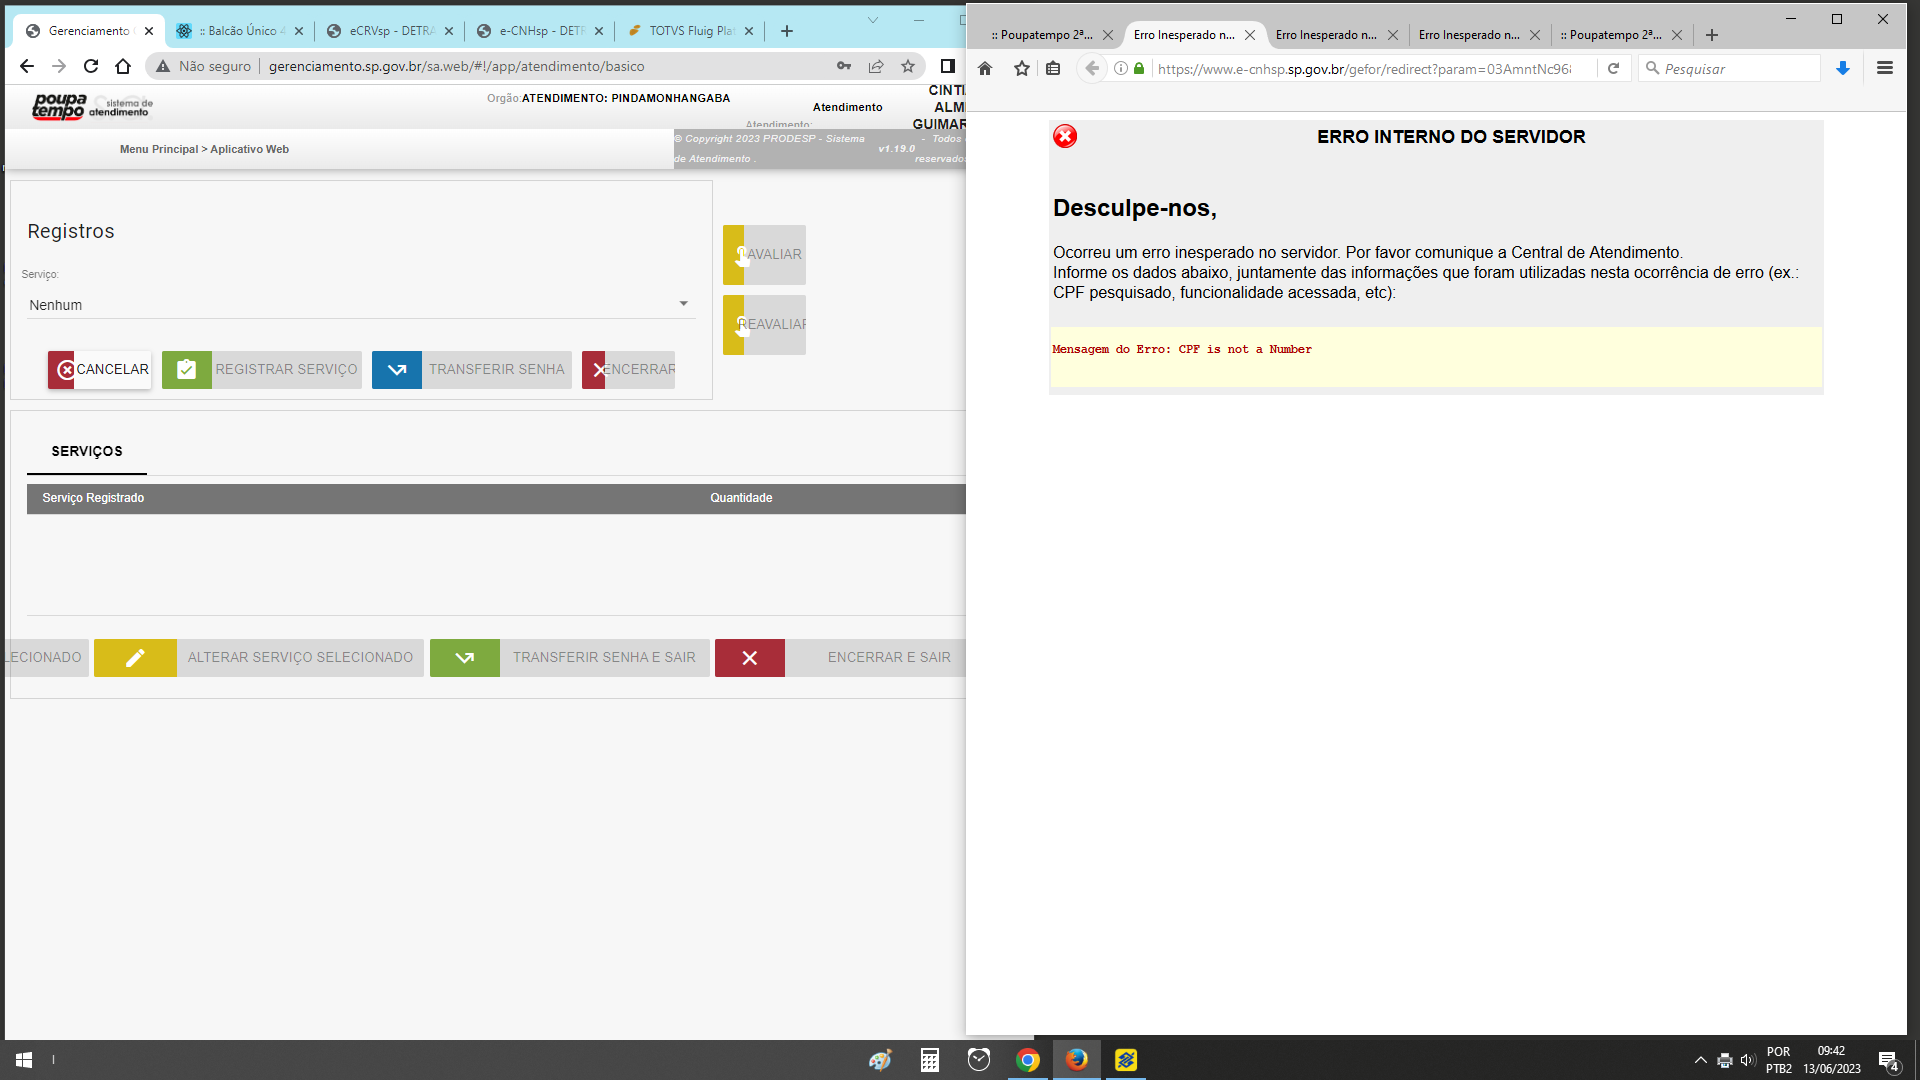 Gerenciamento
:: Balcão Único 4
eCRVsp - DETRA
e-CNHsp - DETR
TOTVS Fluig Plat
Não seguro
gerenciamento.sp.gov.br/sa.web/#!/app/atendimento/basico
poupa
tempo
sistema de
atendimento
Orgão:ATENDIMENTO: PINDAMONHANGABA
Atendimento:
Atendimento
CINTI
ALM
GUIMAR
Menu Principal > Aplicativo Web
© Copyright 2023 PRODESP - Sistema
de Atendimento .
v1.19.0
- Todos
reservado
Registros
Serviço:
Nenhum
CANCELAR
REGISTRAR SERVIÇO
TRANSFERIR SENHA
ENCERRAR
AVALIAR
REAVALIAR
SERVIÇOS
Serviço Registrado
Quantidade
LECIONADO
ALTERAR SERVIÇO SELECIONADO
TRANSFERIR SENHA E SAIR
ENCERRAR E SAIR
:: Poupatempo 2ª...
Erro Inesperado n...
Erro Inesperado n...
Erro Inesperado n...
:: Poupatempo 2ª...
https://www.e-cnhsp.sp.gov.br/gefor/redirect?param=03AmntNc968
Pesquisar
ERRO INTERNO DO SERVIDOR
Desculpe-nos,
Ocorreu um erro inesperado no servidor. Por favor comunique a Central de Atendimento.
Informe os dados abaixo, juntamente das informações que foram utilizadas nesta ocorrência de erro (ex.:
CPF pesquisado, funcionalidade acessada, etc):
Mensagem do Erro: CPF is not a Number
POR
PTB2
09:42
13/06/2023
4